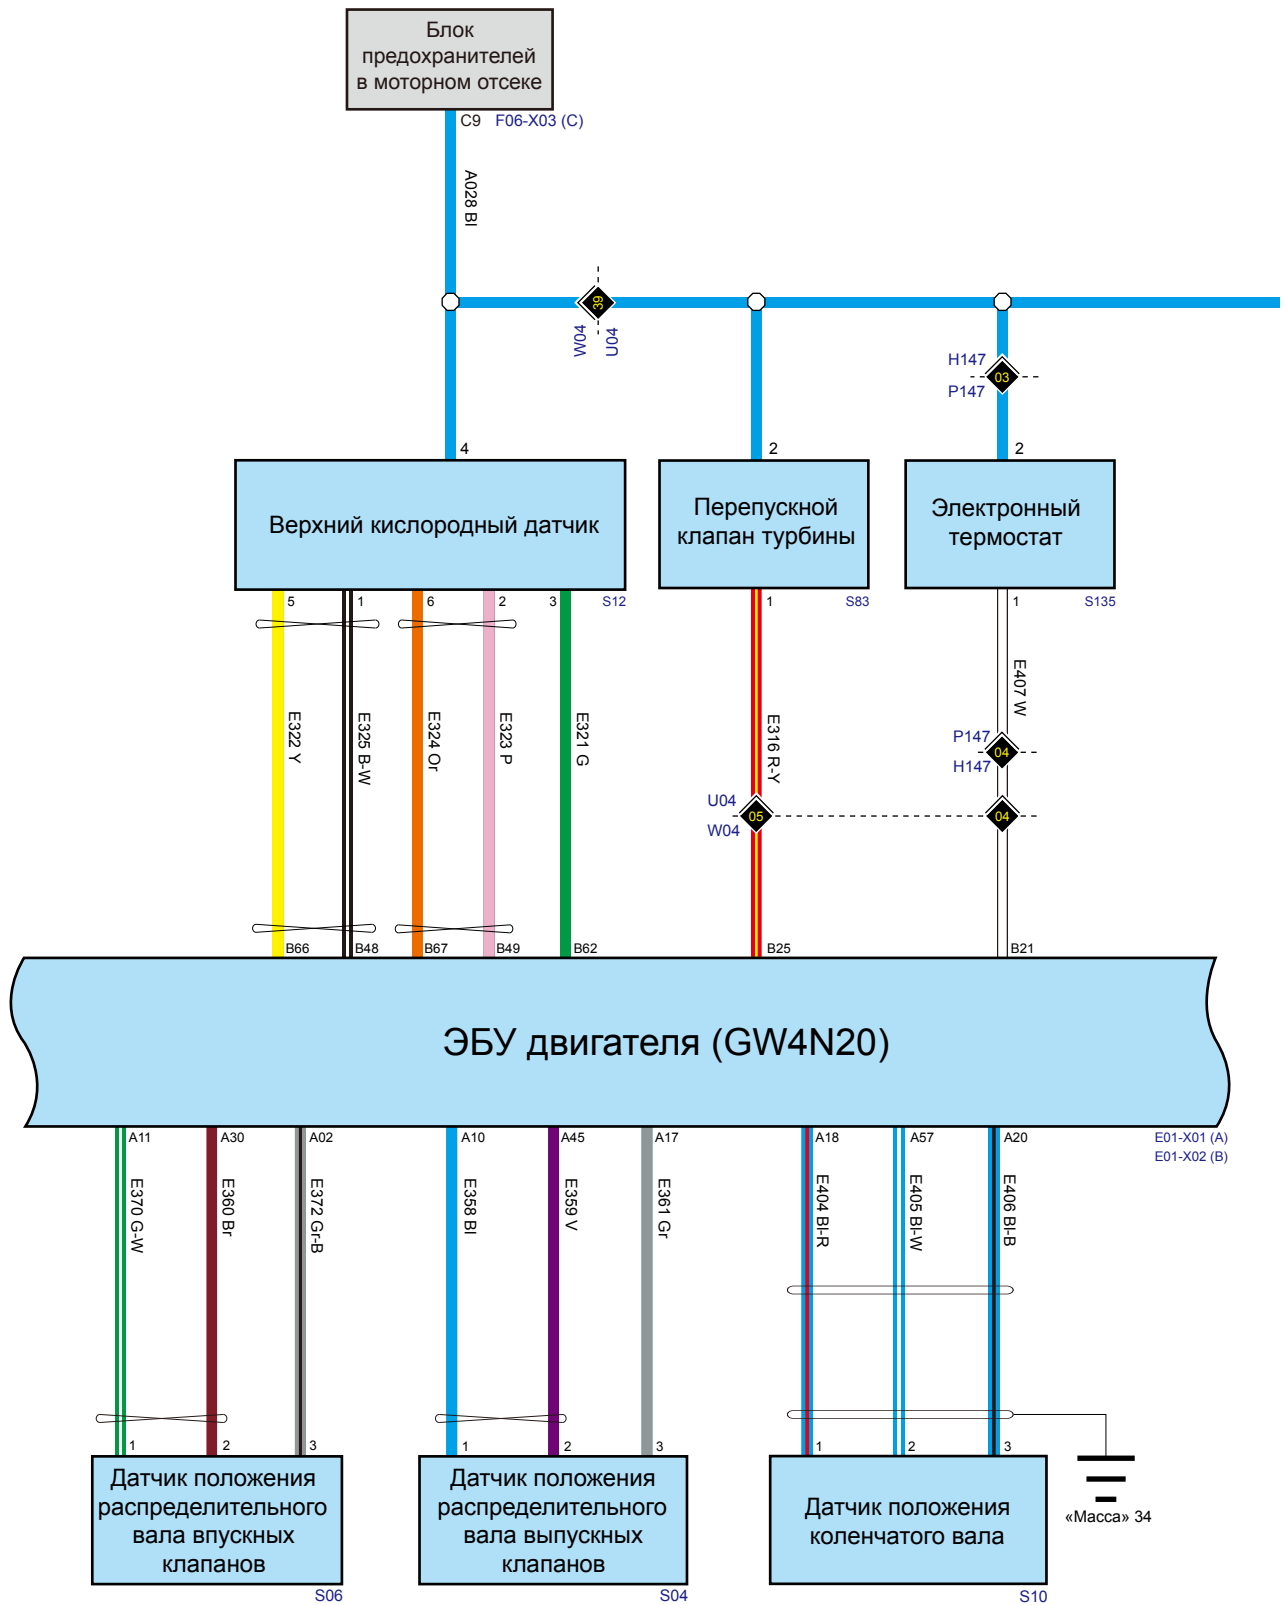 Блок
предохранителей
в моторном отсеке
C9 F06-X03 (C)
A028 Bl
39
W04
U04
H147
03
P147
4
2
2
Верхний кислородный датчик
Перепускной
клапан турбины
Электронный
термостат
5
1
6
2
3
S12
1
S83
1
S135
E322 Y
E325 B-W
E324 Or
E323 P
E321 G
E316 R-Y
E407 W
P147
04
H147
U04
05
W04
04
B66
B48
B67
B49
B62
B25
B21
ЭБУ двигателя (GW4N20)
A11
A30
A02
A10
A45
A17
A18
A57
A20
E01-X01 (A)
E01-X02 (B)
E370 G-W
E360 Br
E372 Gr-B
E358 Bl
E359 V
E361 Gr
E404 Bl-R
E405 Bl-W
E406 Bl-B
1
2
3
1
2
3
1
2
3
Датчик положения
распределительного
вала впускных
клапанов
S06
Датчик положения
распределительного
вала выпускных
клапанов
S04
Датчик положения
коленчатого вала
S10
«Масса» 34